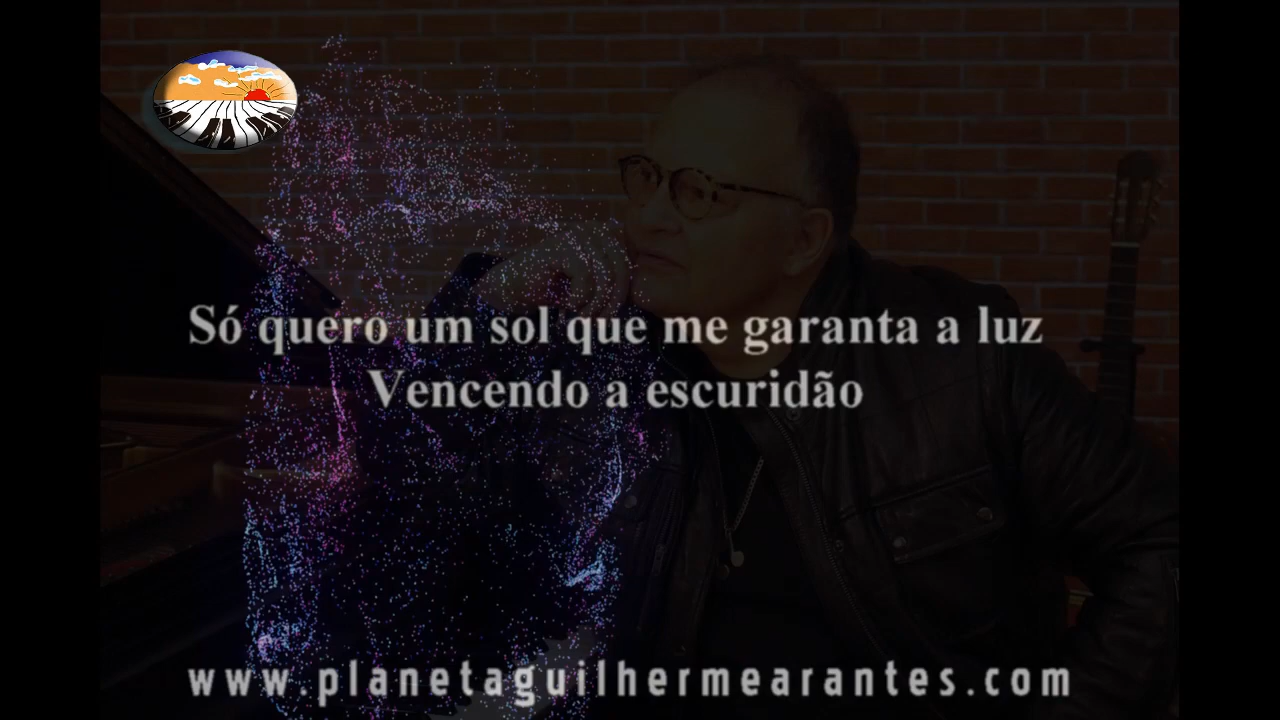 Só quero um sol que me garanta a luz
Vencendo a escuridão
www.planetaguilhermearantes.com